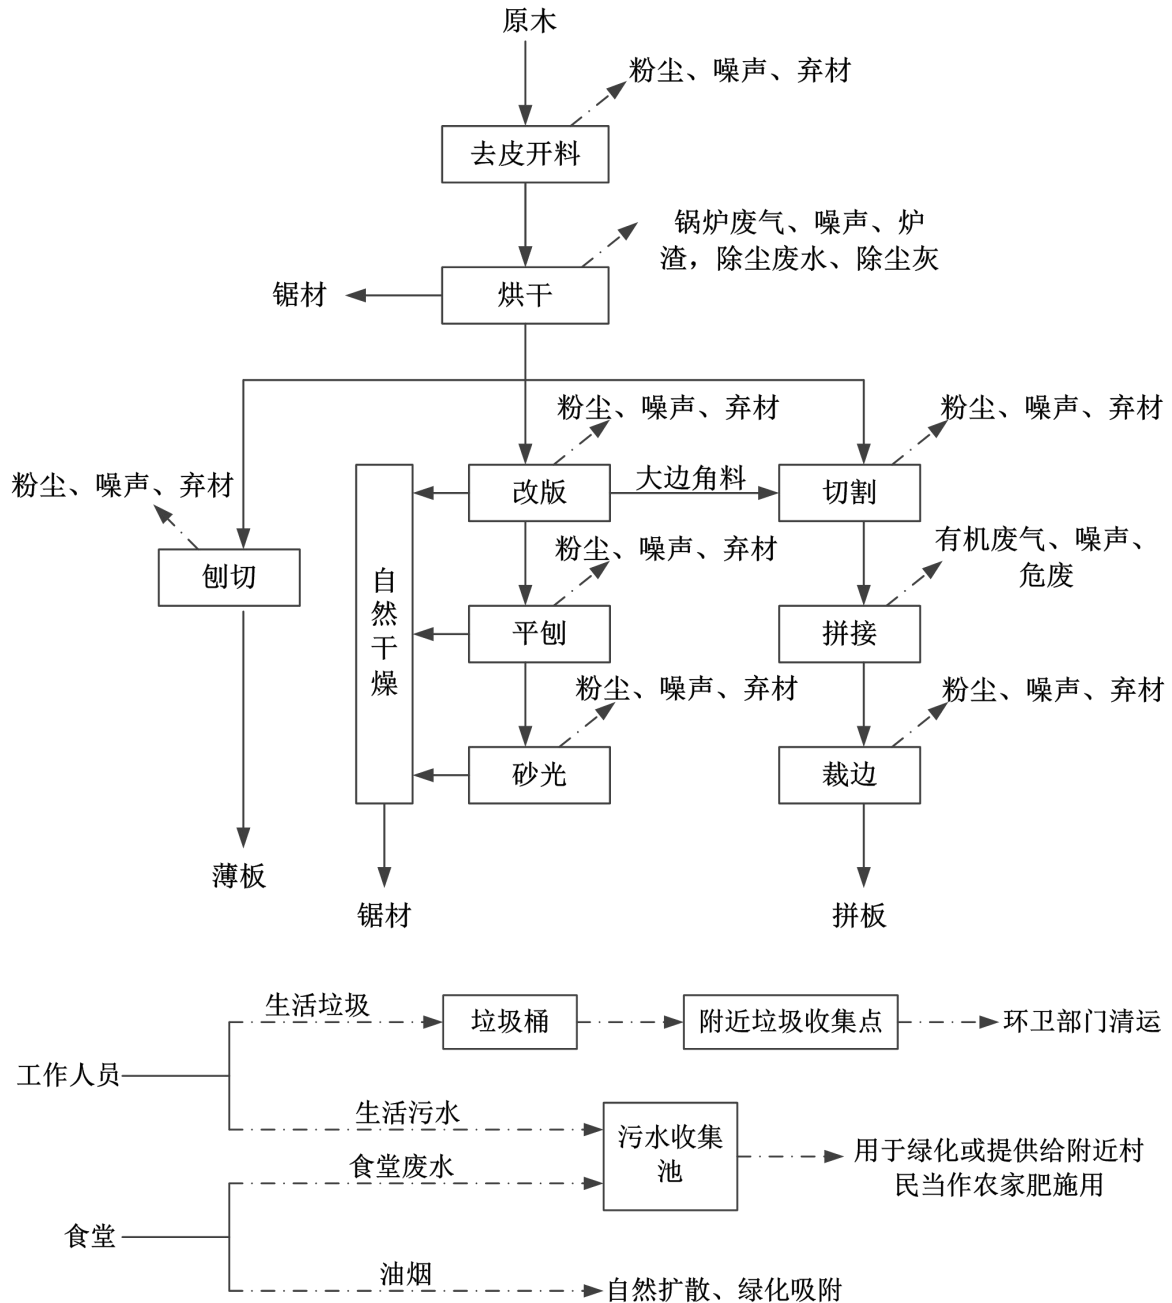 原木
粉尘、噪声、弃材
去皮开料
锅炉废气、噪声、炉
渣，除尘废水、除尘灰
锯材
烘干
粉尘、噪声、弃材
粉尘、噪声、弃材
粉尘、噪声、弃材
改版
大边角料
切割
有机废气、噪声、
危废
粉尘、噪声、弃材
刨切
自
然
干
燥
平刨
拼接
粉尘、噪声、弃材
粉尘、噪声、弃材
砂光
裁边
薄板
锯材
拼板
生活垃圾
垃圾桶
附近垃圾收集点
环卫部门清运
工作人员
生活污水
污水收集
池
食堂废水
用于绿化或提供给附近村
民当作农家肥施用
食堂
油烟
自然扩散、绿化吸附